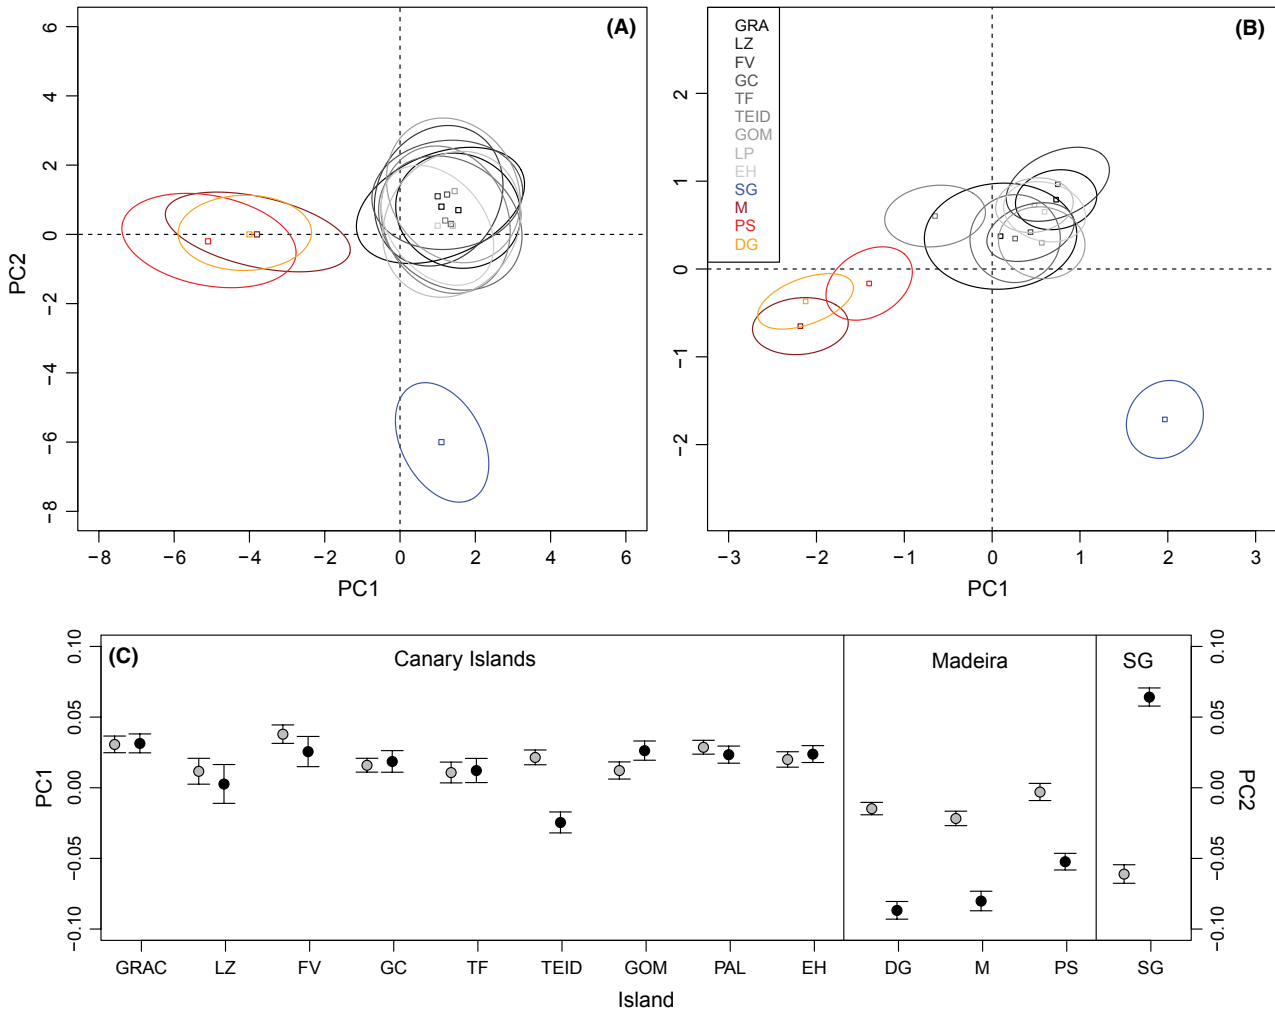 (A)
PC2
6
4
2
0
−2
−4
−6
−8
−8
−6
−4
−2
0
2
4
6
PC1
(B)
GRA
LZ
FV
GC
TF
TEID
GOM
LP
EH
SG
M
PS
DG
2
1
0
−1
−2
−3
−2
−1
0
1
2
3
PC1
(C)
Canary Islands
Madeira
SG
PC1
0.10
0.05
0.00
−0.05
−0.10
PC2
0.10
0.05
0.00
−0.05
−0.10
GRAC LZ FV GC TF TEID GOM PAL EH DG M PS SG
Island